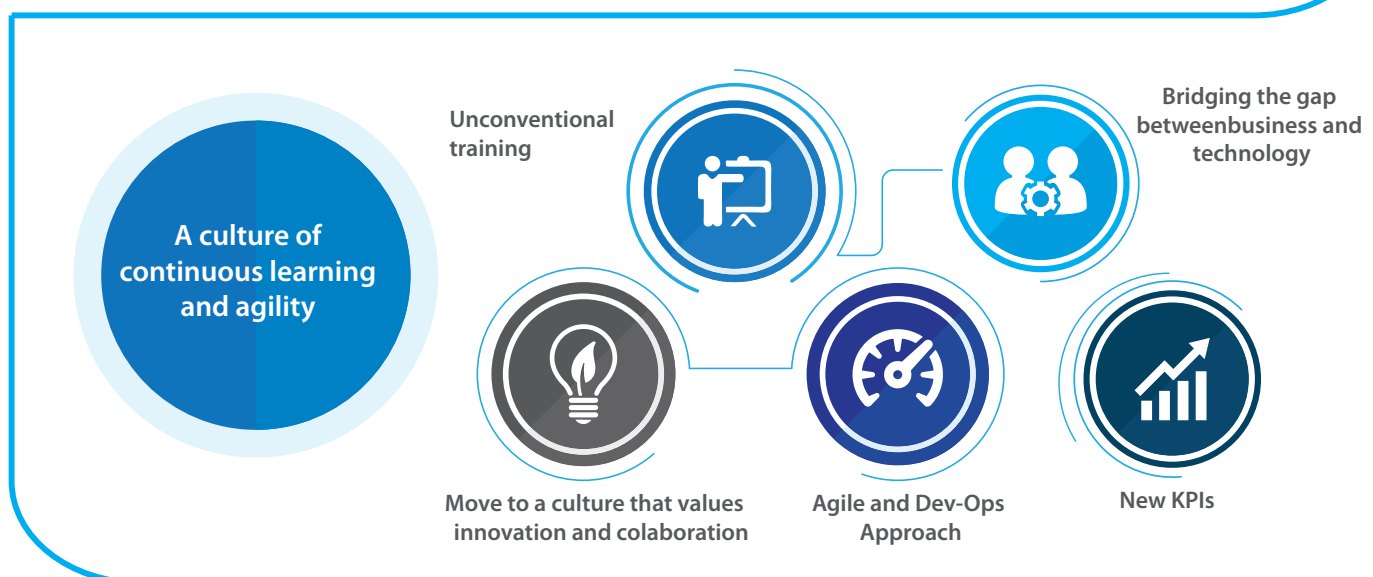 A culture of
continuous learning
and agility
Unconventional
training
Bridging the gap
betweenbusiness and
technology
Move to a culture that values
innovation and colaboration
Agile and Dev-Ops
Approach
New KPIs